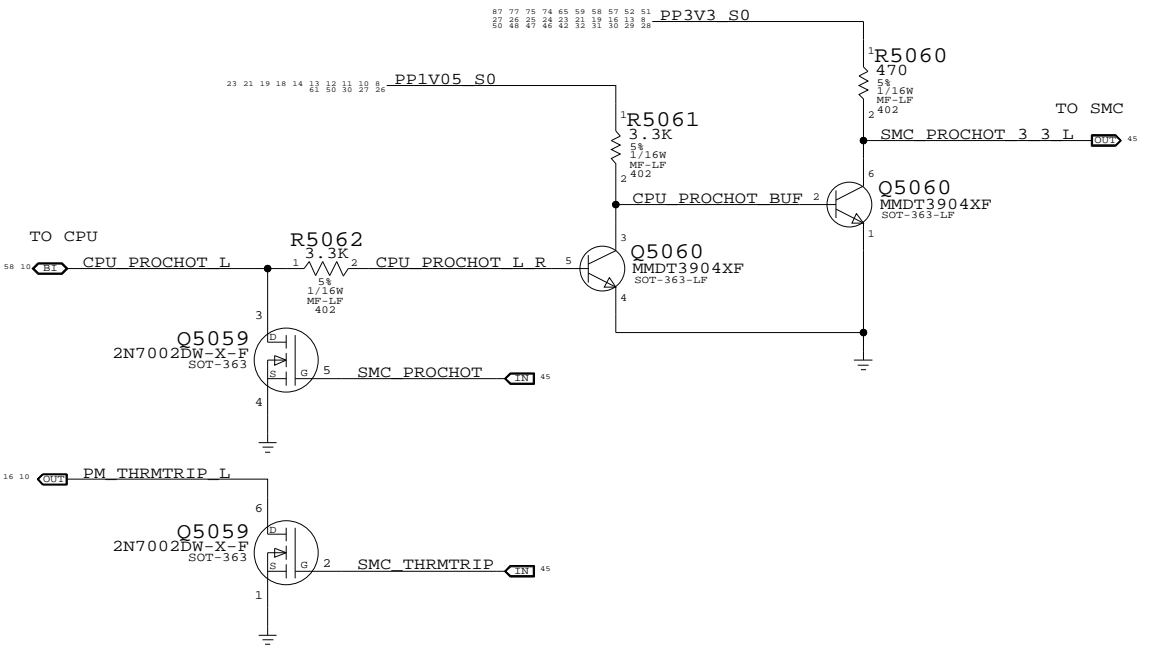 87 77 75 74 65 59 58 57 52 51
27 26 25 24 23 21 19 16 13 8
50 48 47 46 42 32 31 30 29 28
PP3V3_S0
1
R5060
470
5%
1/16W
MF-LF
402
2
23 21 19 18 14 13 12 11 10 8
61 50 30 27 26
PP1V05_S0
1
R5061
3.3K
5%
1/16W
MF-LF
402
2
TO SMC
SMC_PROCHOT_3_3_L
OUT
45
6
Q5060
MMDT3904XF
SOT-363-LF
CPU_PROCHOT_BUF
2
1
TO CPU
58 10
BI
CPU_PROCHOT_L
R5062
3.3K
1
2
5%
1/16W
MF-LF
402
CPU_PROCHOT_L_R
5
3
Q5060
MMDT3904XF
SOT-363-LF
4
3
Q5059
2N7002DW-X-F
SOT-363
D
S
G
5
SMC_PROCHOT
IN
45
4
16 10
OUT
PM_THRMTRIP_L
6
Q5059
2N7002DW-X-F
SOT-363
D
S
G
2
SMC_THRMTRIP
IN
45
1